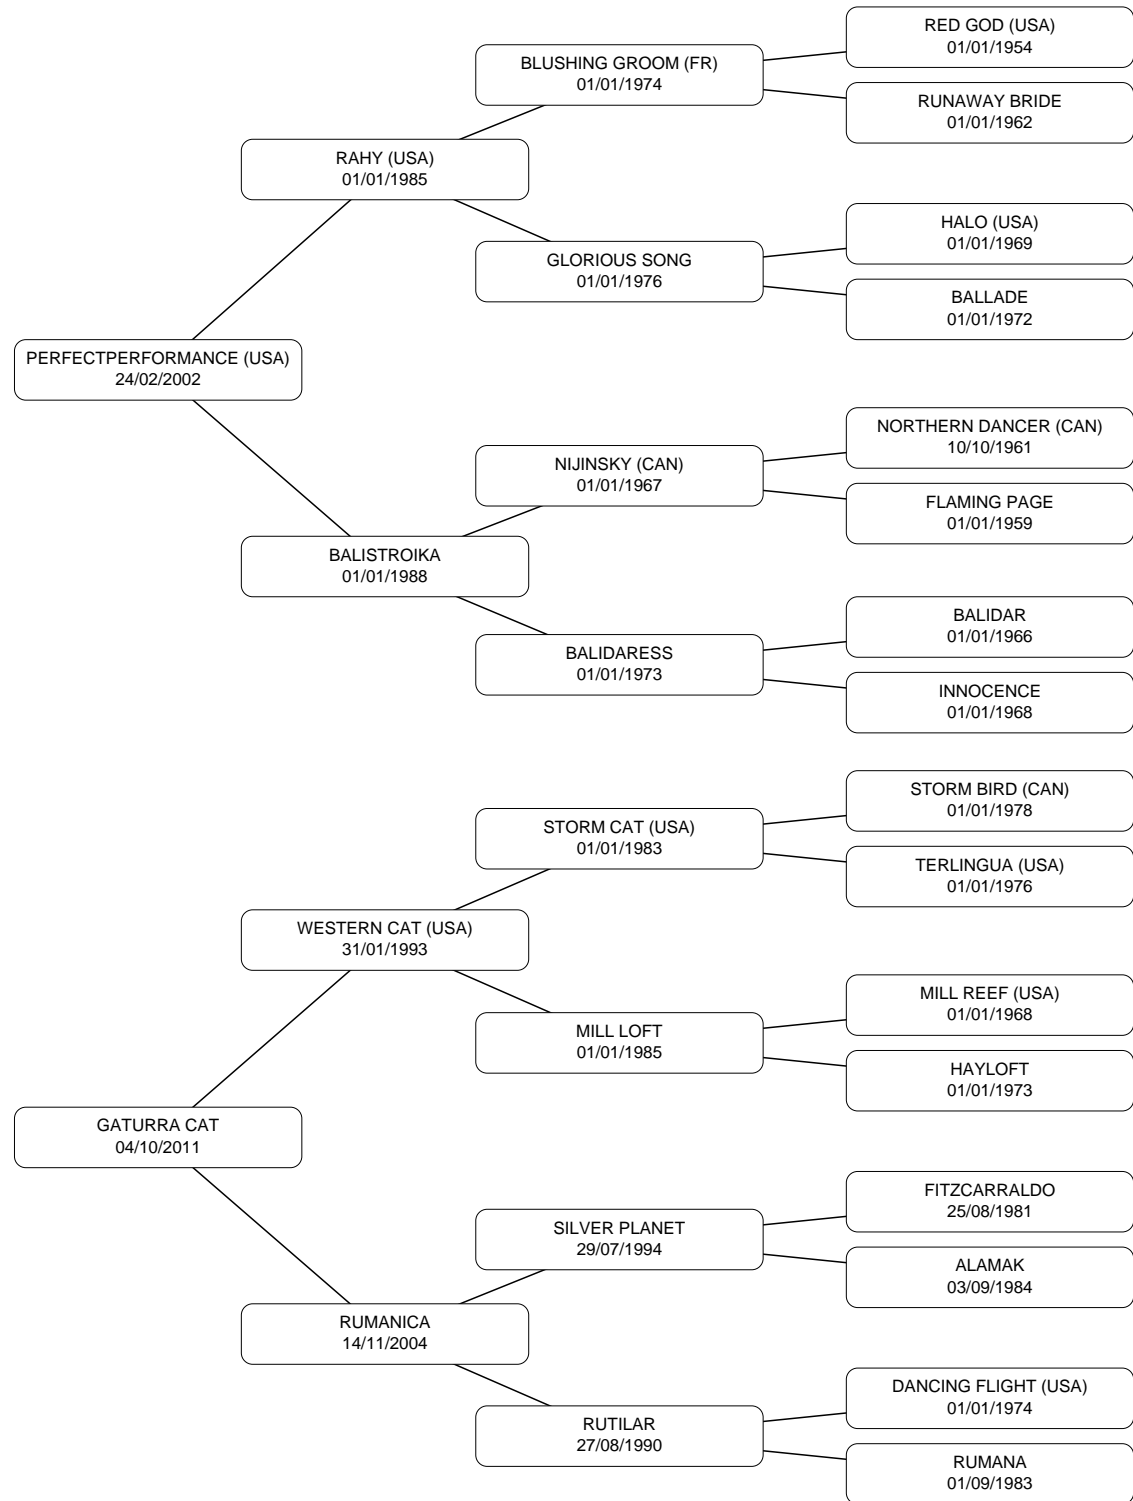 RED GOD (USA)
01/01/1954
BLUSHING GROOM (FR)
01/01/1974
RUNAWAY BRIDE
01/01/1962
RAHY (USA)
01/01/1985
HALO (USA)
01/01/1969
GLORIOUS SONG
01/01/1976
BALLADE
01/01/1972
PERFECTPERFORMANCE (USA)
24/02/2002
NORTHERN DANCER (CAN)
10/10/1961
NIJINSKY (CAN)
01/01/1967
FLAMING PAGE
01/01/1959
BALISTROIKA
01/01/1988
BALIDAR
01/01/1966
BALIDARESS
01/01/1973
INNOCENCE
01/01/1968
STORM BIRD (CAN)
01/01/1978
STORM CAT (USA)
01/01/1983
TERLINGUA (USA)
01/01/1976
WESTERN CAT (USA)
31/01/1993
MILL REEF (USA)
01/01/1968
MILL LOFT
01/01/1985
HAYLOFT
01/01/1973
GATURRA CAT
04/10/2011
FITZCARRALDO
25/08/1981
SILVER PLANET
29/07/1994
ALAMAK
03/09/1984
RUMANICA
14/11/2004
DANCING FLIGHT (USA)
01/01/1974
RUTILAR
27/08/1990
RUMANA
01/09/1983